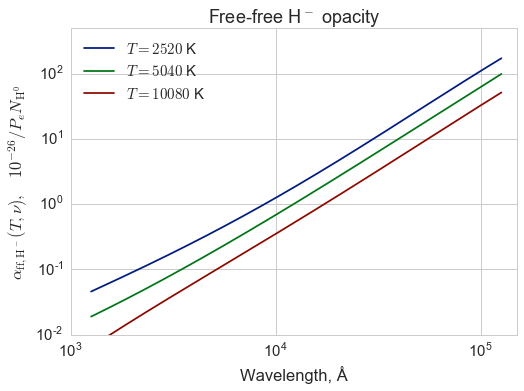 Free-free H⁻ opacity
T = 2520 K
T = 5040 K
T = 10080 K
α_ff,H⁻(T, ν), 10⁻²⁶/P_e N_H⁰
10²
10¹
10⁰
10⁻¹
10⁻²
10³ 10⁴ 10⁵
Wavelength, Å